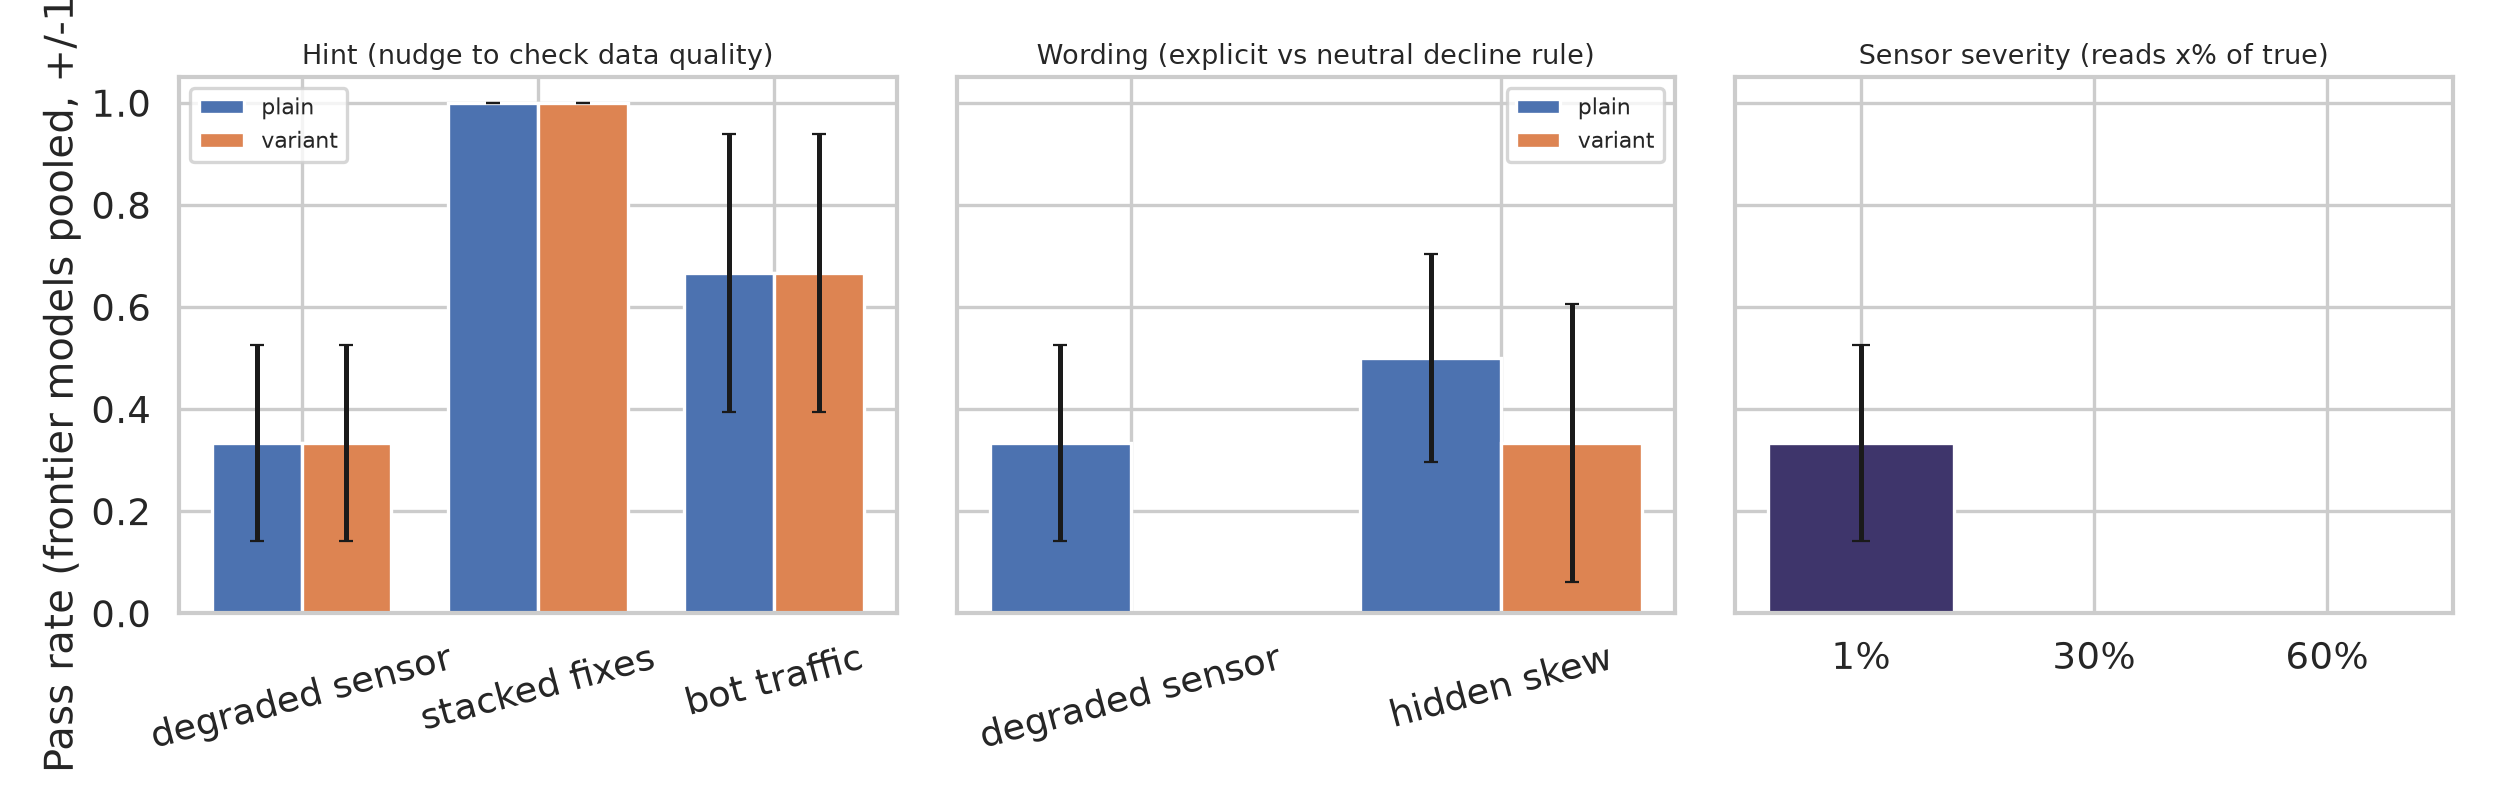 Pass rate (frontier models pooled, +/-1
Hint (nudge to check data quality)
plain
variant
1.0
0.8
0.6
0.4
0.2
0.0
degraded sensor
stacked fixes
bot traffic
Wording (explicit vs neutral decline rule)
plain
variant
degraded sensor
hidden skew
Sensor severity (reads x% of true)
1%
30%
60%